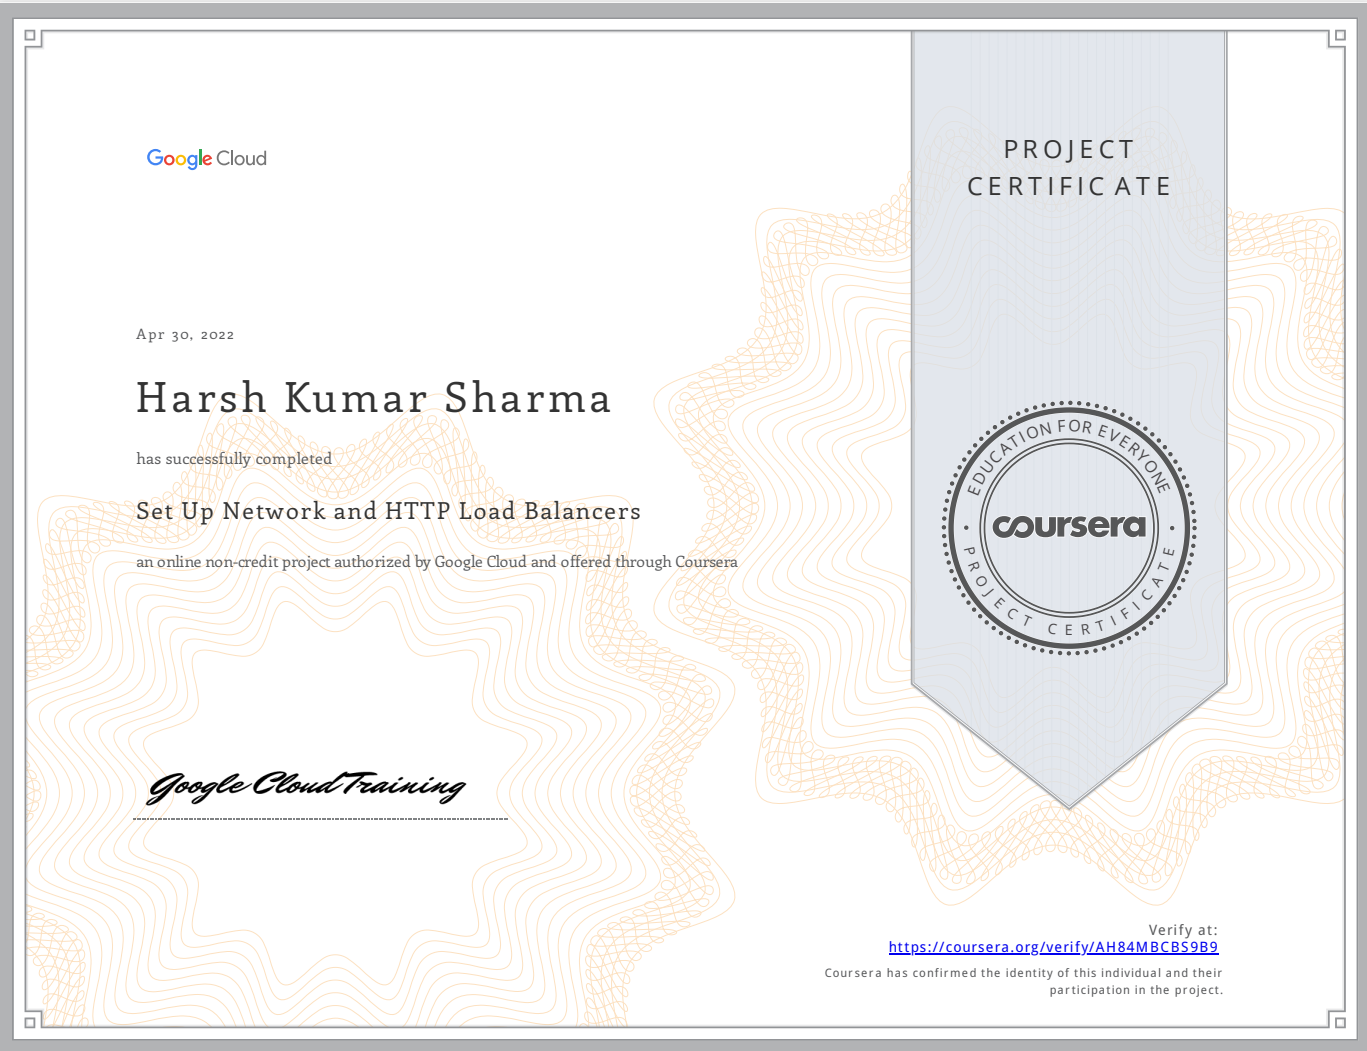 Google Cloud
PROJECT
CERTIFICATE
Apr 30, 2022
Harsh Kumar Sharma
has successfully completed
Set Up Network and HTTP Load Balancers
an online non-credit project authorized by Google Cloud and offered through Coursera
EDUCATION FOR EVERYONE
coursera
PROJECT CERTIFICATE
Google Cloud Training
Verify at:
https://coursera.org/verify/AH84MBCBS9B9
Coursera has confirmed the identity of this individual and their
participation in the project.